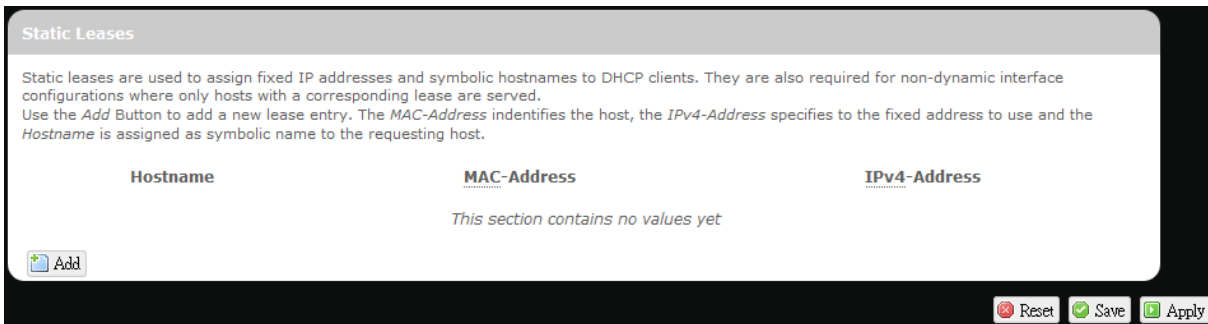 Static Leases
Static leases are used to assign fixed IP addresses and symbolic hostnames to DHCP clients. They are also required for non-dynamic interface
configurations where only hosts with a corresponding lease are served.
Use the Add Button to add a new lease entry. The MAC-Address indentifies the host, the IPv4-Address specifies to the fixed address to use and the
Hostname is assigned as symbolic name to the requesting host.
Hostname MAC-Address IPv4-Address
This section contains no values yet
Add
Reset Save Apply